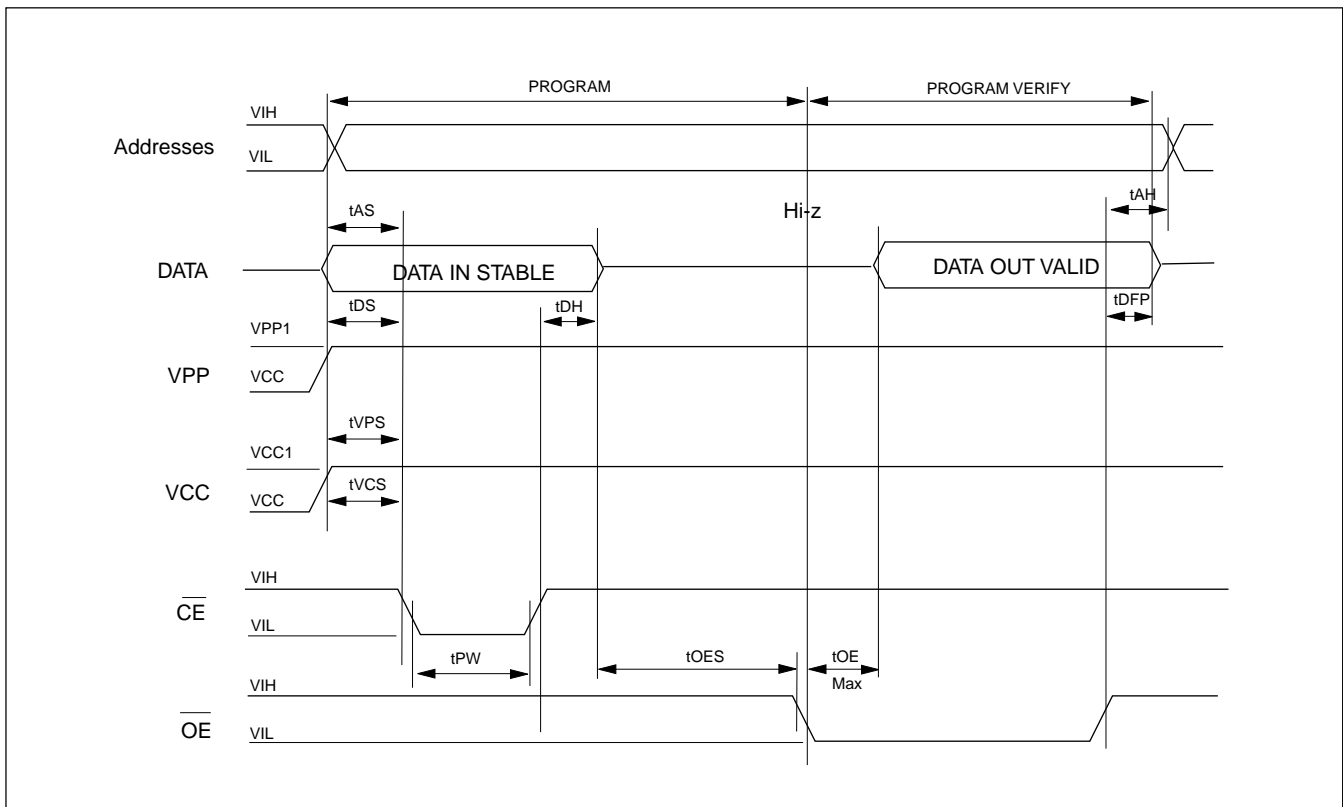 PROGRAM
PROGRAM VERIFY
VIH
Addresses
VIL
tAS
Hi-z
tAH
DATA
DATA IN STABLE
DATA OUT VALID
tDS
tDH
tDFP
VPP1
VPP
VCC
tVPS
VCC1
VCC
VCC
tVCS
VIH
CE
VIL
tPW
tOES
tOE
Max
VIH
OE
VIL